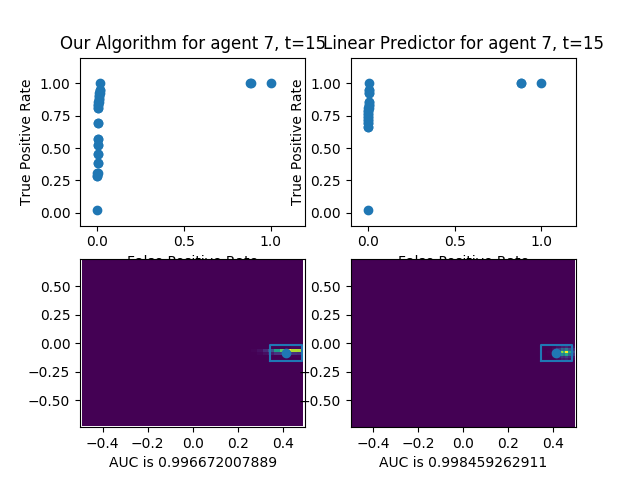 Our Algorithm for agent 7, t=15
Linear Predictor for agent 7, t=15
True Positive Rate
1.00
0.75
0.50
0.25
0.00
0.0 0.5 1.0
False Positive Rate
True Positive Rate
1.00
0.75
0.50
0.25
0.00
0.0 0.5 1.0
False Positive Rate
0.50
0.25
0.00
−0.25
−0.50
−0.4 −0.2 0.0 0.2 0.4
AUC is 0.996672007889
0.50
0.25
0.00
−0.25
−0.50
−0.4 −0.2 0.0 0.2 0.4
AUC is 0.998459262911